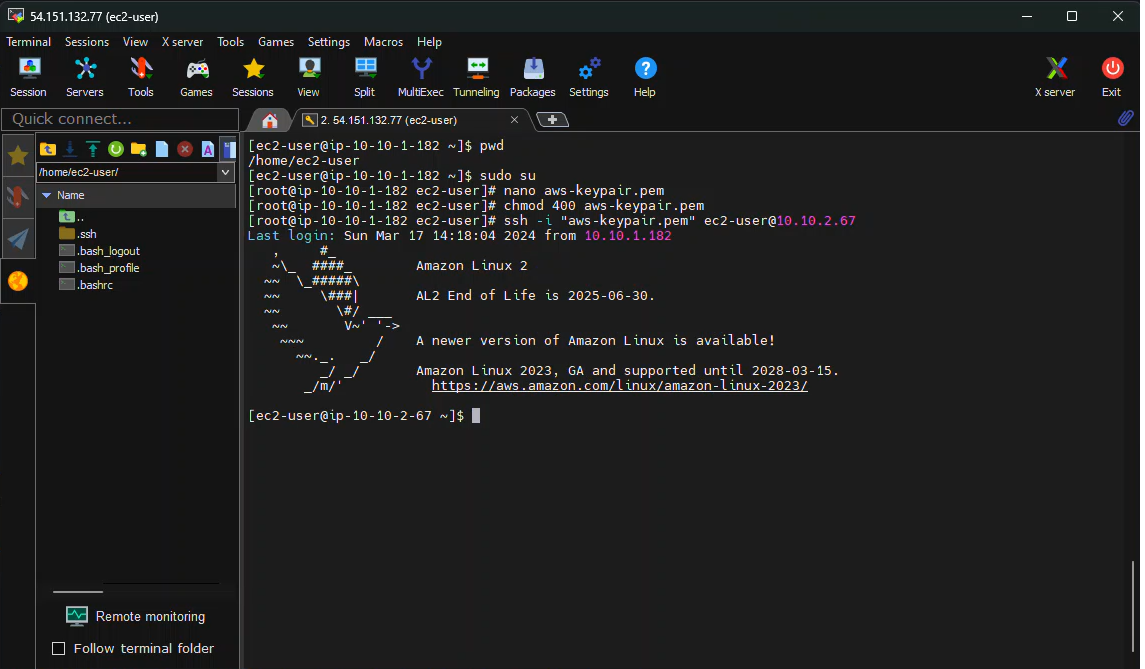 54.151.132.77 (ec2-user)
Terminal Sessions View X server Tools Games Settings Macros Help
Session Servers Tools Games Sessions View Split MultiExec Tunneling Packages Settings Help X server Exit
Quick connect...
2. 54.151.132.77 (ec2-user)
/home/ec2-user/
Name
..
.ssh
.bash_logout
.bash_profile
.bashrc
Remote monitoring
Follow terminal folder
[ec2-user@ip-10-10-1-182 ~]$ pwd
/home/ec2-user
[ec2-user@ip-10-10-1-182 ~]$ sudo su
[root@ip-10-10-1-182 ec2-user]# nano aws-keypair.pem
[root@ip-10-10-1-182 ec2-user]# chmod 400 aws-keypair.pem
[root@ip-10-10-1-182 ec2-user]# ssh -i "aws-keypair.pem" ec2-user@10.10.2.67
Last login: Sun Mar 17 14:18:04 2024 from 10.10.1.182
   ,     #_
   ~\_  ####_        Amazon Linux 2
  ~~  \_#####\
  ~~     \###|       AL2 End of Life is 2025-06-30.
  ~~       \#/ ___
   ~~       V~' '->
    ~~~         /    A newer version of Amazon Linux is available!
      ~~._.   _/
         _/ _/       Amazon Linux 2023, GA and supported until 2028-03-15.
       _/m/'           https://aws.amazon.com/linux/amazon-linux-2023/
[ec2-user@ip-10-10-2-67 ~]$